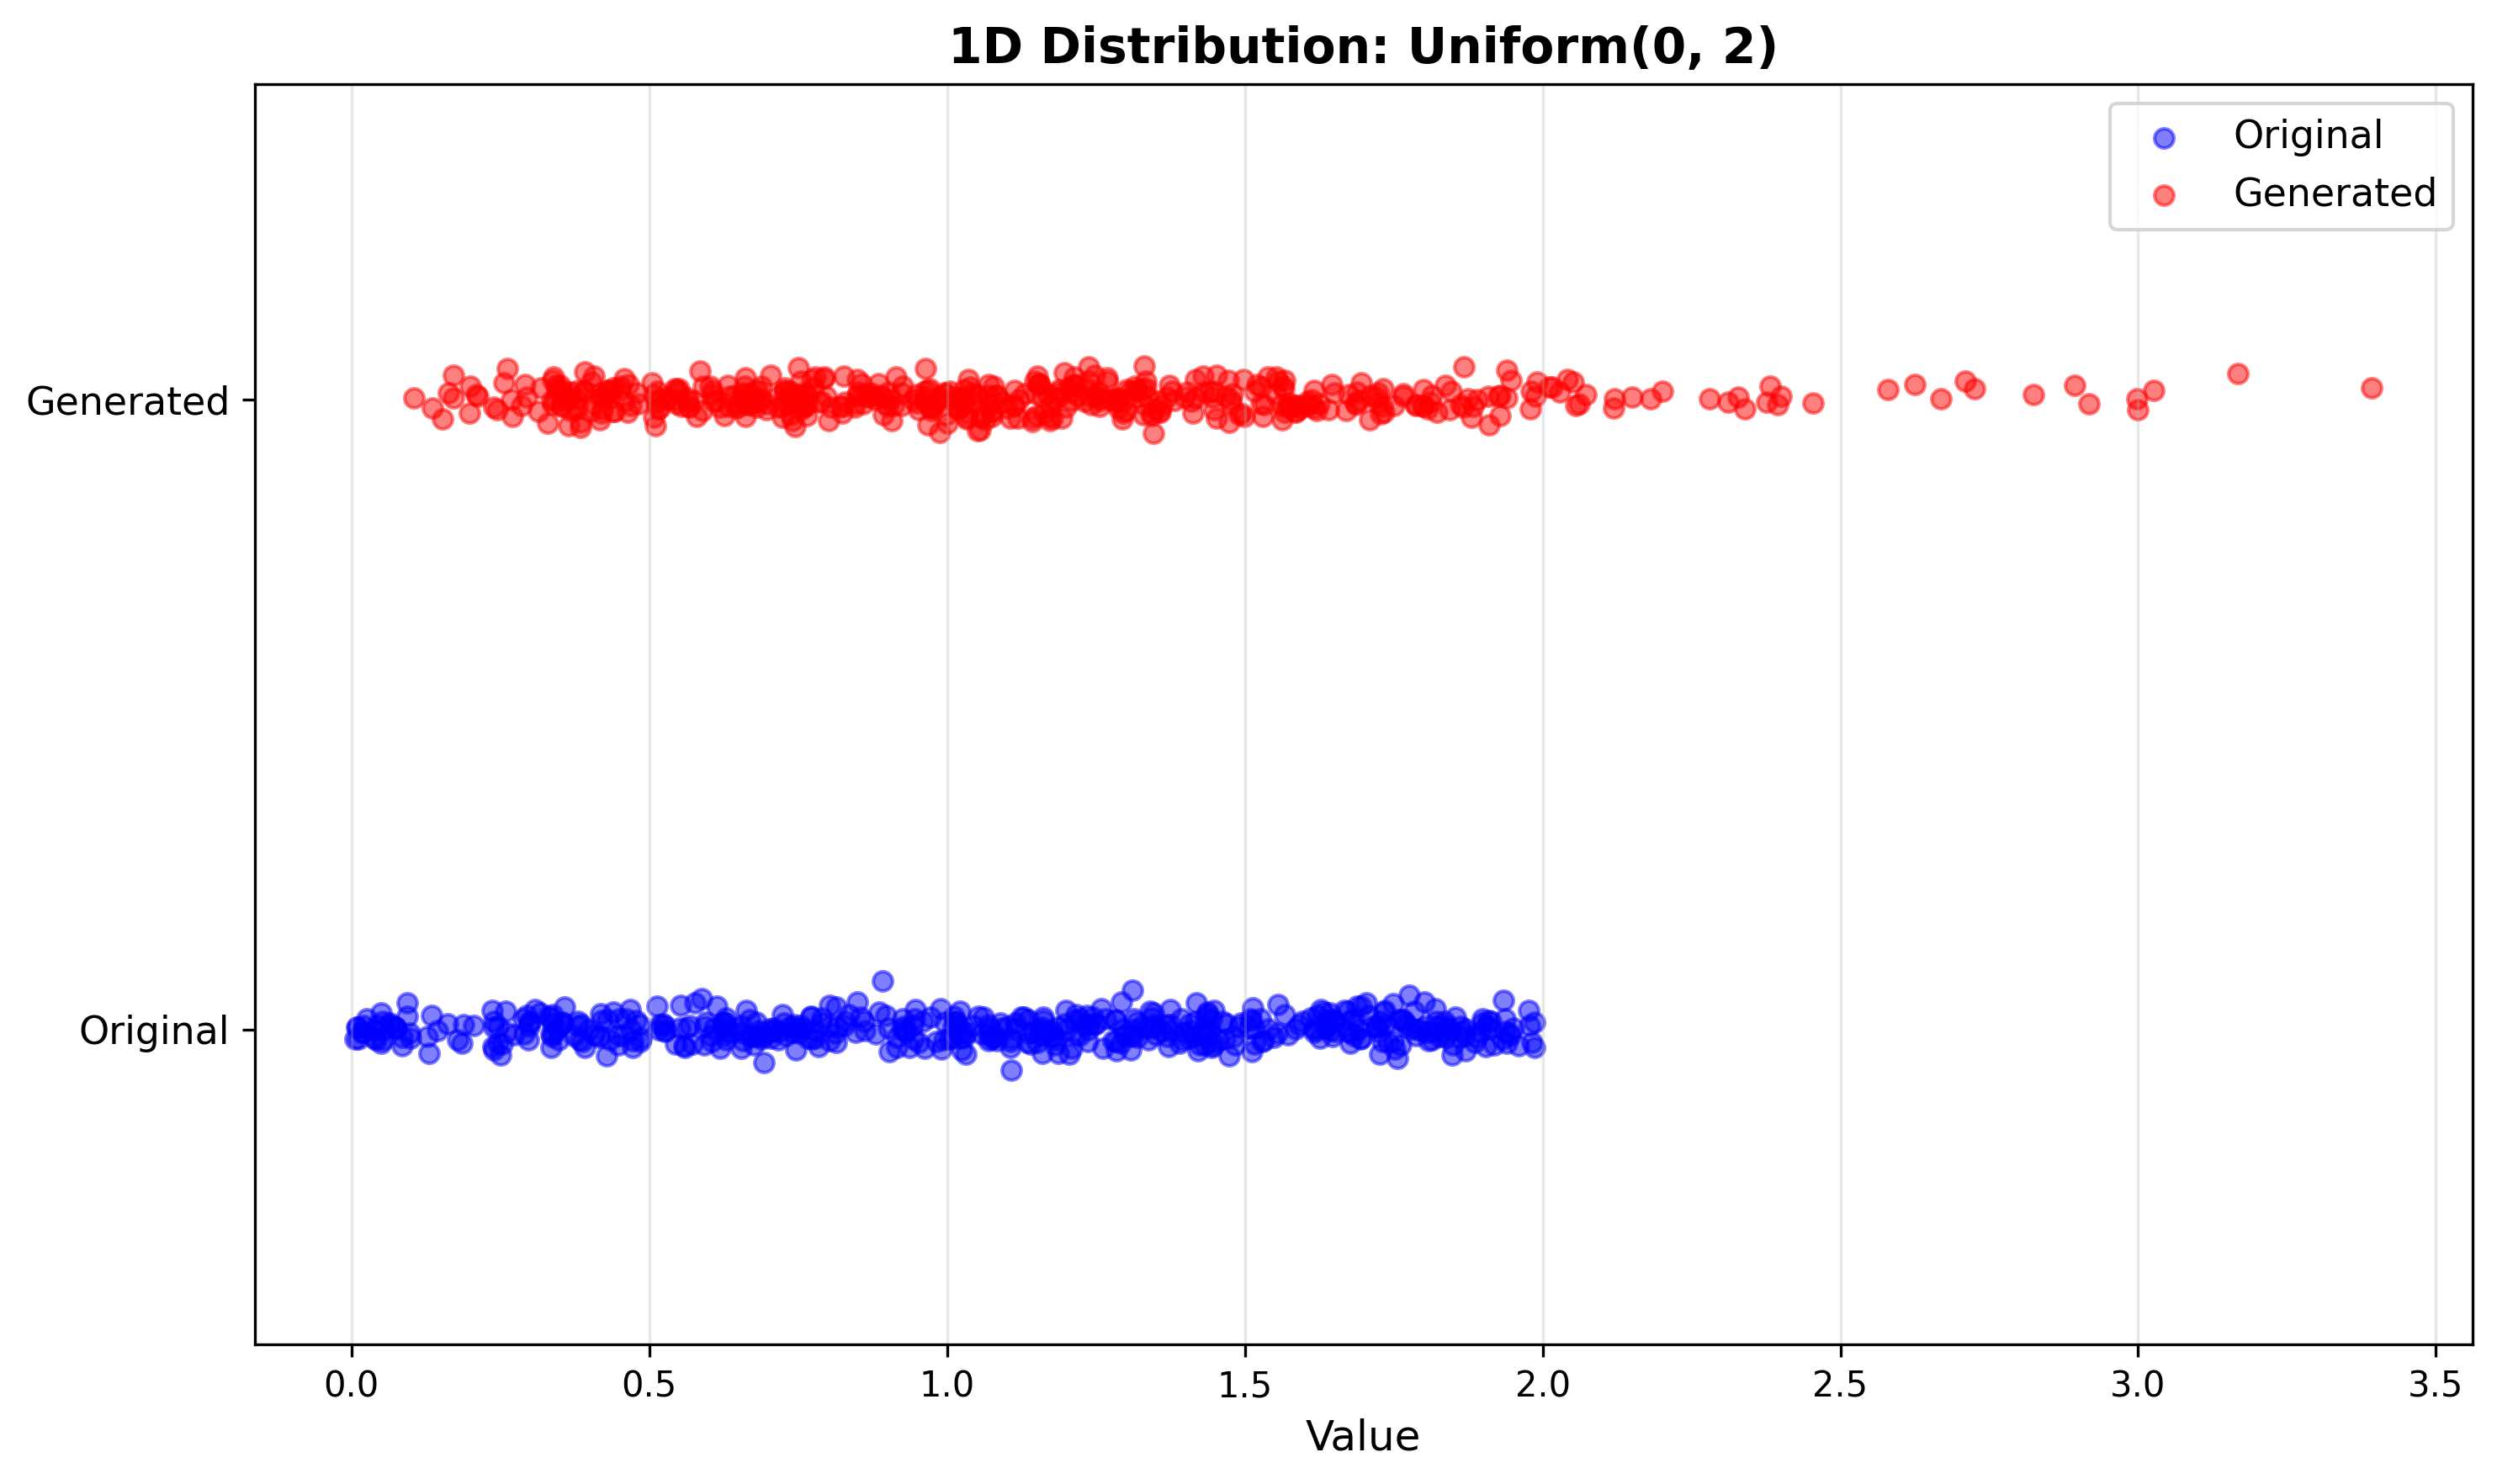 1D Distribution: Uniform(0, 2)
Original
Generated
Generated
Original
0.0 0.5 1.0 1.5 2.0 2.5 3.0 3.5
Value